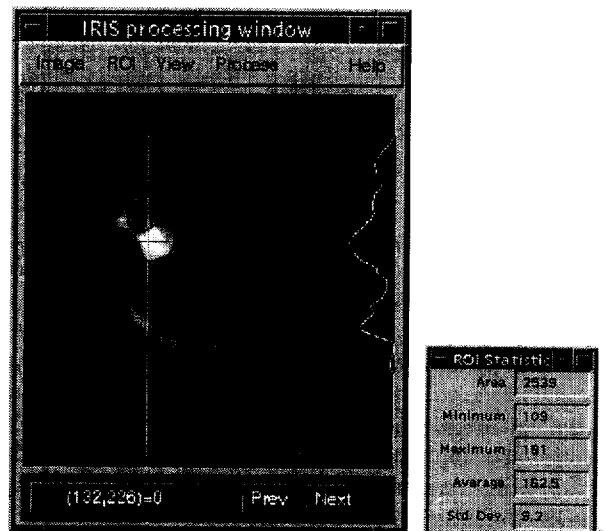 IRIS processing window
Image ROI View Process Help
(132,226)=0 Prev Next
ROI Statistic
Area 2539
Minimum 109
Maximum 181
Average 162.5
Std. Dev. 9.2